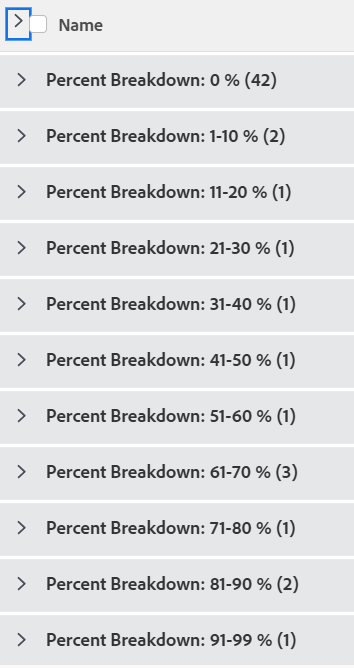 Name
Percent Breakdown: 0 % (42)
Percent Breakdown: 1-10 % (2)
Percent Breakdown: 11-20 % (1)
Percent Breakdown: 21-30 % (1)
Percent Breakdown: 31-40 % (1)
Percent Breakdown: 41-50 % (1)
Percent Breakdown: 51-60 % (1)
Percent Breakdown: 61-70 % (3)
Percent Breakdown: 71-80 % (1)
Percent Breakdown: 81-90 % (2)
Percent Breakdown: 91-99 % (1)